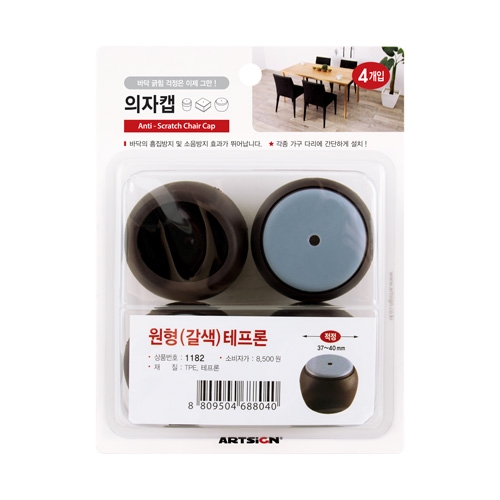 바닥 긁힘 걱정은 이제 그만!
의자캡
Anti - Scratch Chair Cap
4개입
• 바닥의 흠집방지 및 소음방지 효과가 뛰어납니다.
★ 각종 가구 다리에 간단하게 설치!
원형(갈색)테프론
• 상품번호 : 1182 • 소비자가 : 8,500원
• 재 질 : TPE, 테프론
적정
37~40mm
8 809504 688040
ARTSIGN®